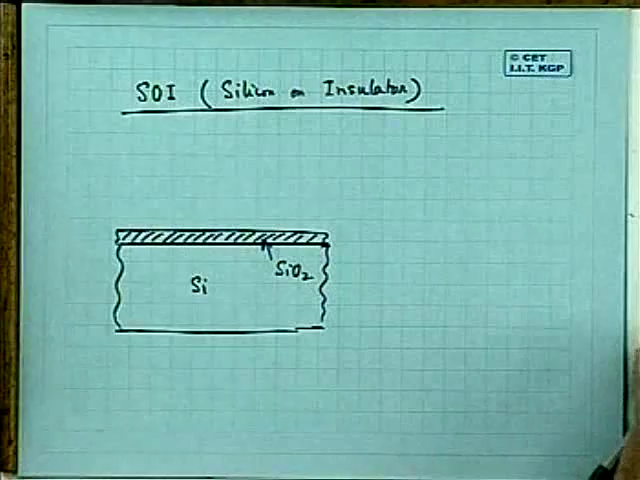 © CET
I.I.T. KGP
SOI (Silicon on Insulator)
SiO₂
Si